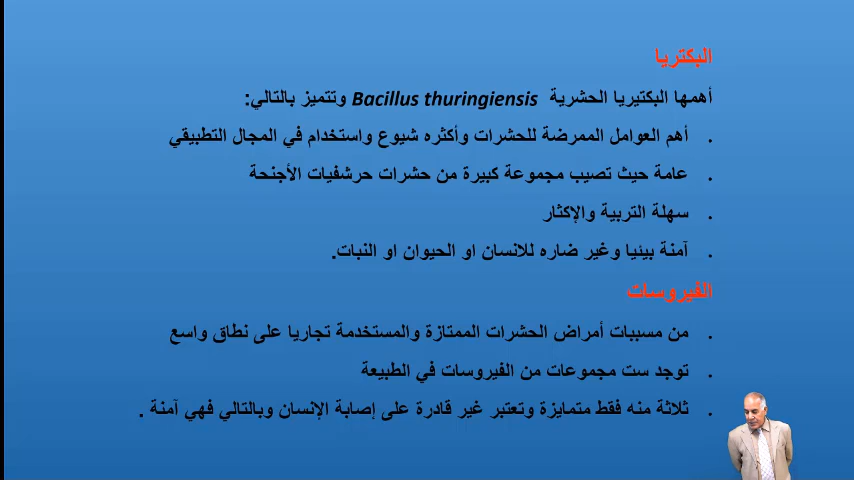 البكتريا
أهمها البكتيريا الحشرية Bacillus thuringiensis وتتميز بالتالي:
. أهم العوامل الممرضة للحشرات وأكثره شيوع واستخدام في المجال التطبيقي
. عامة حيث تصيب مجموعة كبيرة من حشرات حرشفيات الأجنحة
. سهلة التربية والإكثار
. آمنة بيئيا وغير ضاره للانسان او الحيوان او النبات.
الفيروسات
. من مسببات أمراض الحشرات الممتازة والمستخدمة تجاريا على نطاق واسع
. توجد ست مجموعات من الفيروسات في الطبيعة
. ثلاثة منه فقط متمايزة وتعتبر غير قادرة على إصابة الإنسان وبالتالي فهي آمنة .